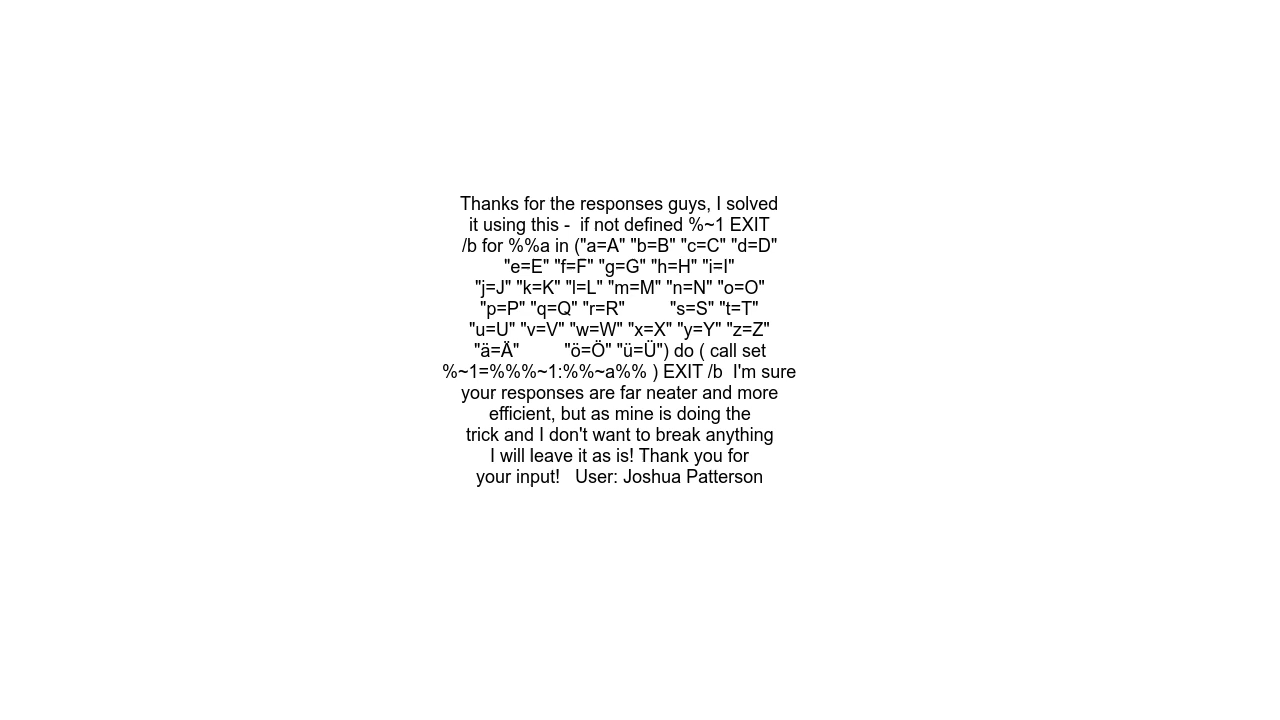 Thanks for the responses guys, I solved
it using this -  if not defined %~1 EXIT
/b for %%a in ("a=A" "b=B" "c=C" "d=D"
"e=E" "f=F" "g=G" "h=H" "i=I"
"j=J" "k=K" "l=L" "m=M" "n=N" "o=O"
"p=P" "q=Q" "r=R"         "s=S" "t=T"
"u=U" "v=V" "w=W" "x=X" "y=Y" "z=Z"
"ä=Ä"         "ö=Ö" "ü=Ü") do ( call set
%~1=%%%~1:%%~a%% ) EXIT /b  I'm sure
your responses are far neater and more
efficient, but as mine is doing the
trick and I don't want to break anything
I will leave it as is! Thank you for
your input!   User: Joshua Patterson